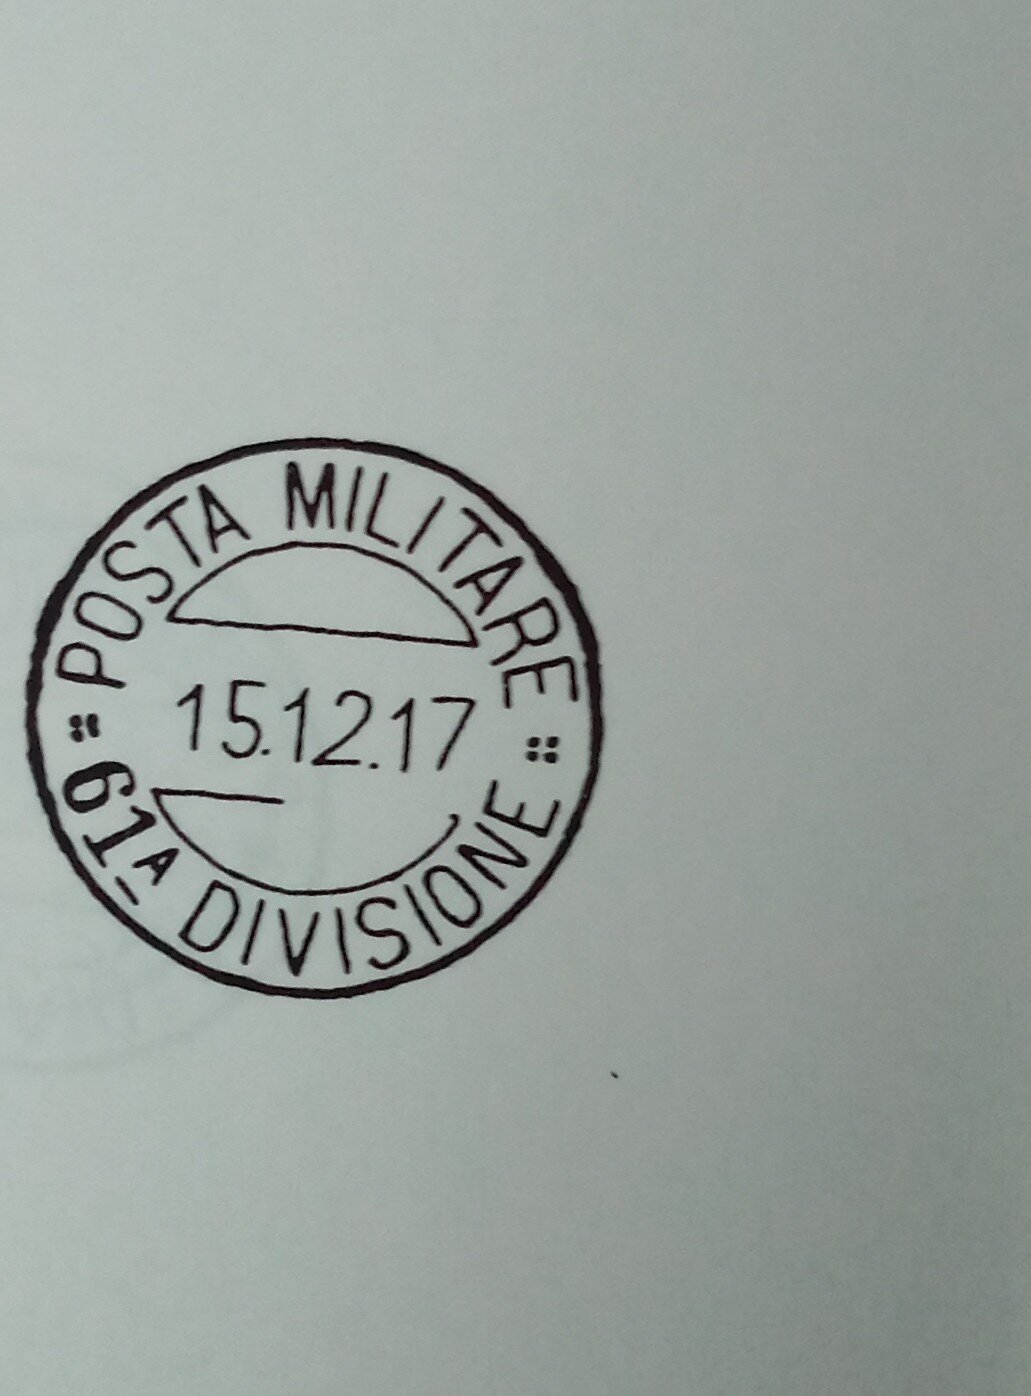 POSTA MILITARE
15.12.17
61ª DIVISIONE